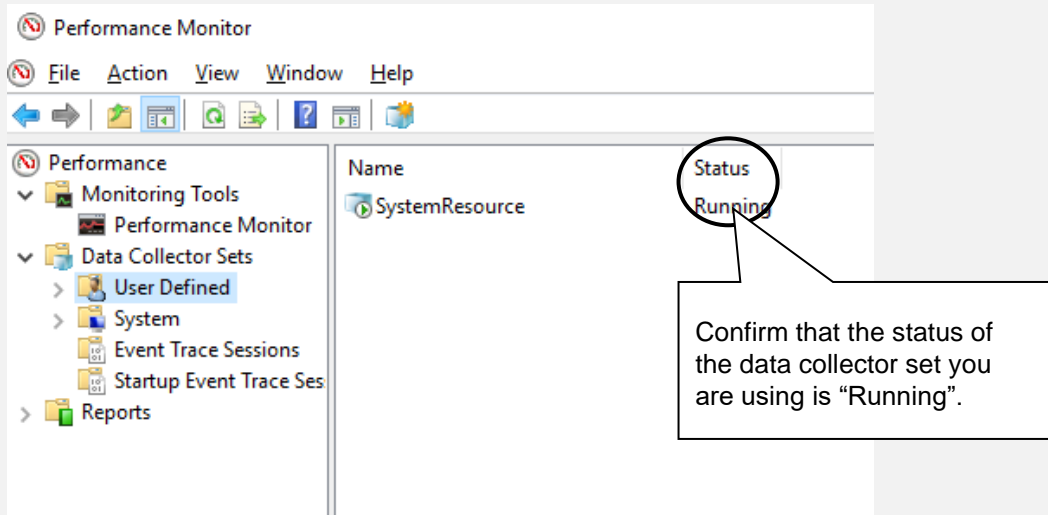 Performance Monitor
File Action View Window Help
Performance
Monitoring Tools
Performance Monitor
Data Collector Sets
User Defined
System
Event Trace Sessions
Startup Event Trace Ses
Reports
Name Status
SystemResource Running
Confirm that the status of
the data collector set you
are using is “Running”.